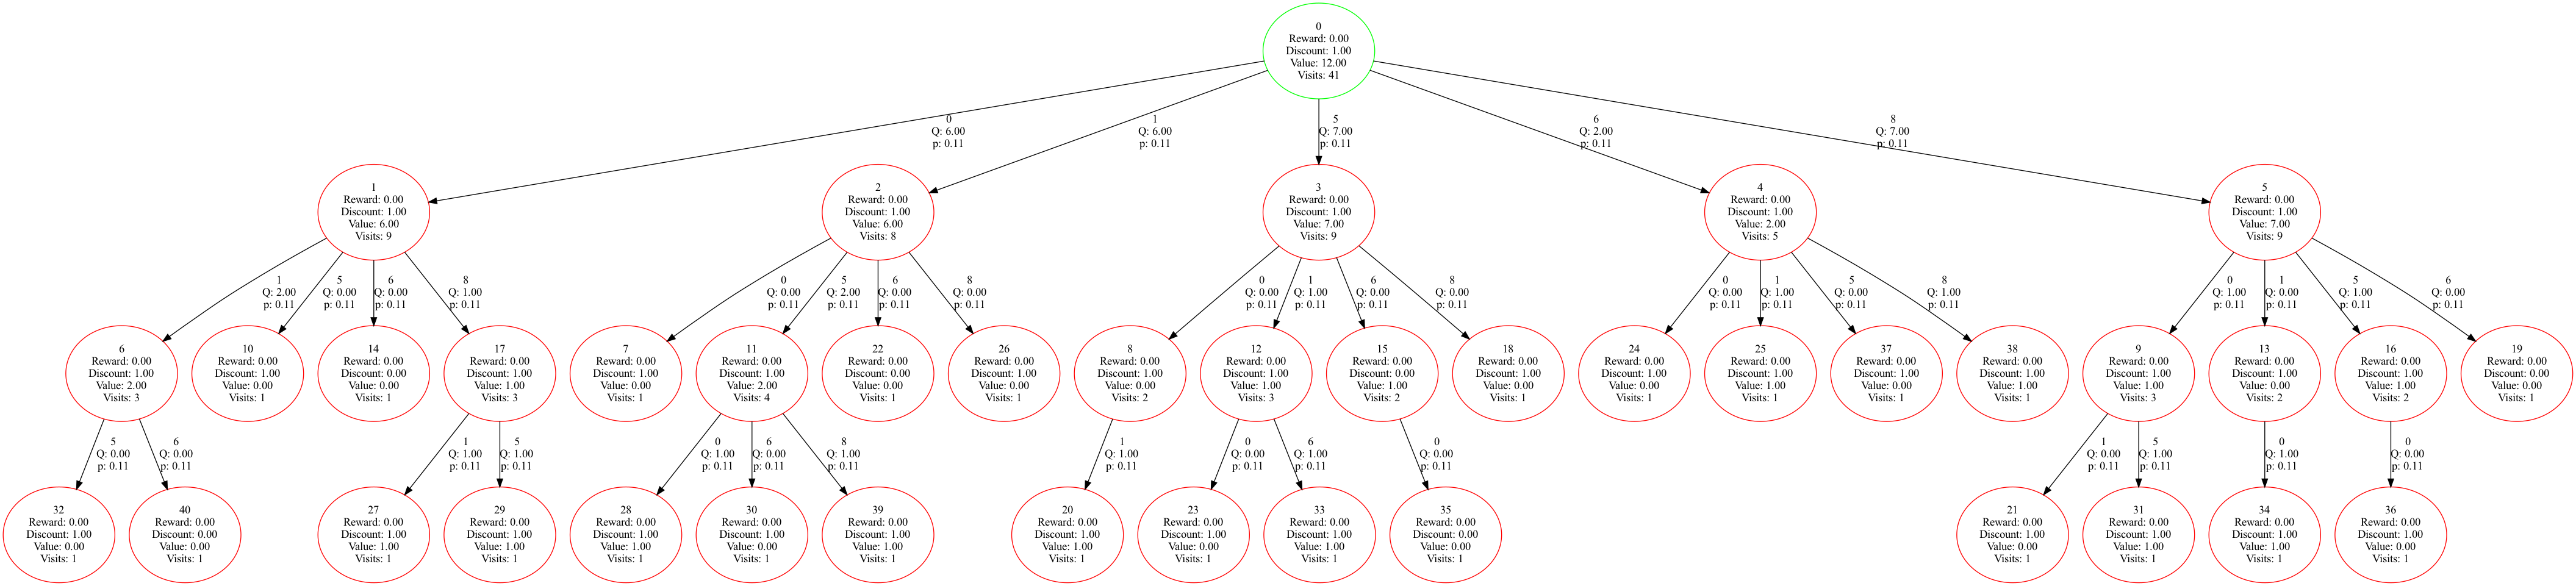 0
Reward: 0.00
Discount: 1.00
Value: 12.00
Visits: 41
0
Q: 6.00
p: 0.11
1
Q: 6.00
p: 0.11
5
Q: 7.00
p: 0.11
6
Q: 2.00
p: 0.11
8
Q: 7.00
p: 0.11
1
Reward: 0.00
Discount: 1.00
Value: 6.00
Visits: 9
2
Reward: 0.00
Discount: 1.00
Value: 6.00
Visits: 8
3
Reward: 0.00
Discount: 1.00
Value: 7.00
Visits: 9
4
Reward: 0.00
Discount: 1.00
Value: 2.00
Visits: 5
5
Reward: 0.00
Discount: 1.00
Value: 7.00
Visits: 9
1
Q: 2.00
p: 0.11
5
Q: 0.00
p: 0.11
6
Q: 0.00
p: 0.11
8
Q: 1.00
p: 0.11
0
Q: 0.00
p: 0.11
5
Q: 2.00
p: 0.11
6
Q: 0.00
p: 0.11
8
Q: 0.00
p: 0.11
0
Q: 0.00
p: 0.11
1
Q: 1.00
p: 0.11
6
Q: 0.00
p: 0.11
8
Q: 0.00
p: 0.11
0
Q: 0.00
p: 0.11
1
Q: 1.00
p: 0.11
5
Q: 0.00
p: 0.11
8
Q: 1.00
p: 0.11
0
Q: 1.00
p: 0.11
1
Q: 0.00
p: 0.11
5
Q: 1.00
p: 0.11
6
Q: 0.00
p: 0.11
6
Reward: 0.00
Discount: 1.00
Value: 2.00
Visits: 3
10
Reward: 0.00
Discount: 1.00
Value: 0.00
Visits: 1
14
Reward: 0.00
Discount: 0.00
Value: 0.00
Visits: 1
17
Reward: 0.00
Discount: 1.00
Value: 1.00
Visits: 3
7
Reward: 0.00
Discount: 1.00
Value: 0.00
Visits: 1
11
Reward: 0.00
Discount: 1.00
Value: 2.00
Visits: 4
22
Reward: 0.00
Discount: 0.00
Value: 0.00
Visits: 1
26
Reward: 0.00
Discount: 1.00
Value: 0.00
Visits: 1
8
Reward: 0.00
Discount: 1.00
Value: 0.00
Visits: 2
12
Reward: 0.00
Discount: 1.00
Value: 1.00
Visits: 3
15
Reward: 0.00
Discount: 0.00
Value: 1.00
Visits: 2
18
Reward: 0.00
Discount: 1.00
Value: 0.00
Visits: 1
24
Reward: 0.00
Discount: 1.00
Value: 0.00
Visits: 1
25
Reward: 0.00
Discount: 1.00
Value: 1.00
Visits: 1
37
Reward: 0.00
Discount: 1.00
Value: 0.00
Visits: 1
38
Reward: 0.00
Discount: 1.00
Value: 1.00
Visits: 1
9
Reward: 0.00
Discount: 1.00
Value: 1.00
Visits: 3
13
Reward: 0.00
Discount: 1.00
Value: 0.00
Visits: 2
16
Reward: 0.00
Discount: 1.00
Value: 1.00
Visits: 2
19
Reward: 0.00
Discount: 0.00
Value: 0.00
Visits: 1
5
Q: 0.00
p: 0.11
6
Q: 0.00
p: 0.11
1
Q: 1.00
p: 0.11
5
Q: 1.00
p: 0.11
0
Q: 1.00
p: 0.11
6
Q: 0.00
p: 0.11
8
Q: 1.00
p: 0.11
1
Q: 1.00
p: 0.11
0
Q: 0.00
p: 0.11
6
Q: 1.00
p: 0.11
0
Q: 0.00
p: 0.11
1
Q: 0.00
p: 0.11
5
Q: 1.00
p: 0.11
0
Q: 1.00
p: 0.11
0
Q: 0.00
p: 0.11
32
Reward: 0.00
Discount: 1.00
Value: 0.00
Visits: 1
40
Reward: 0.00
Discount: 0.00
Value: 0.00
Visits: 1
27
Reward: 0.00
Discount: 1.00
Value: 1.00
Visits: 1
29
Reward: 0.00
Discount: 1.00
Value: 1.00
Visits: 1
28
Reward: 0.00
Discount: 1.00
Value: 1.00
Visits: 1
30
Reward: 0.00
Discount: 1.00
Value: 0.00
Visits: 1
39
Reward: 0.00
Discount: 1.00
Value: 1.00
Visits: 1
20
Reward: 0.00
Discount: 1.00
Value: 1.00
Visits: 1
23
Reward: 0.00
Discount: 1.00
Value: 0.00
Visits: 1
33
Reward: 0.00
Discount: 1.00
Value: 1.00
Visits: 1
35
Reward: 0.00
Discount: 0.00
Value: 0.00
Visits: 1
21
Reward: 0.00
Discount: 1.00
Value: 0.00
Visits: 1
31
Reward: 0.00
Discount: 1.00
Value: 1.00
Visits: 1
34
Reward: 0.00
Discount: 1.00
Value: 1.00
Visits: 1
36
Reward: 0.00
Discount: 1.00
Value: 0.00
Visits: 1